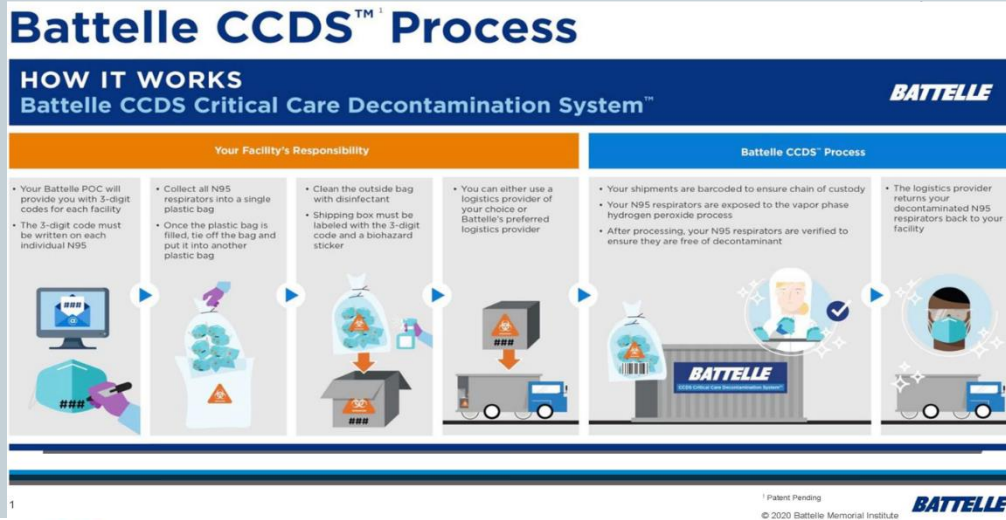 Battelle CCDS™ ¹ Process
HOW IT WORKS
Battelle CCDS Critical Care Decontamination System™
BATTELLE
Your Facility's Responsibility
Battelle CCDS™ Process
• Your Battelle POC will
provide you with 3-digit
codes for each facility
• The 3-digit code must
be written on each
individual N95
• Collect all N95
respirators into a single
plastic bag
• Once the plastic bag is
filled, tie off the bag and
put it into another
plastic bag
• Clean the outside bag
with disinfectant
• Shipping box must be
labeled with the 3-digit
code and a biohazard
sticker
• You can either use a
logistics provider of
your choice or
Battelle's preferred
logistics provider
• Your shipments are barcoded to ensure chain of custody
• Your N95 respirators are exposed to the vapor phase
hydrogen peroxide process
• After processing, your N95 respirators are verified to
ensure they are free of decontaminant
• The logistics provider
returns your
decontaminated N95
respirators back to your
facility
###
@
###
###
###
BATTELLE
CCDS Critical Care Decontamination System™
1
¹ Patent Pending
© 2020 Battelle Memorial Institute
BATTELLE